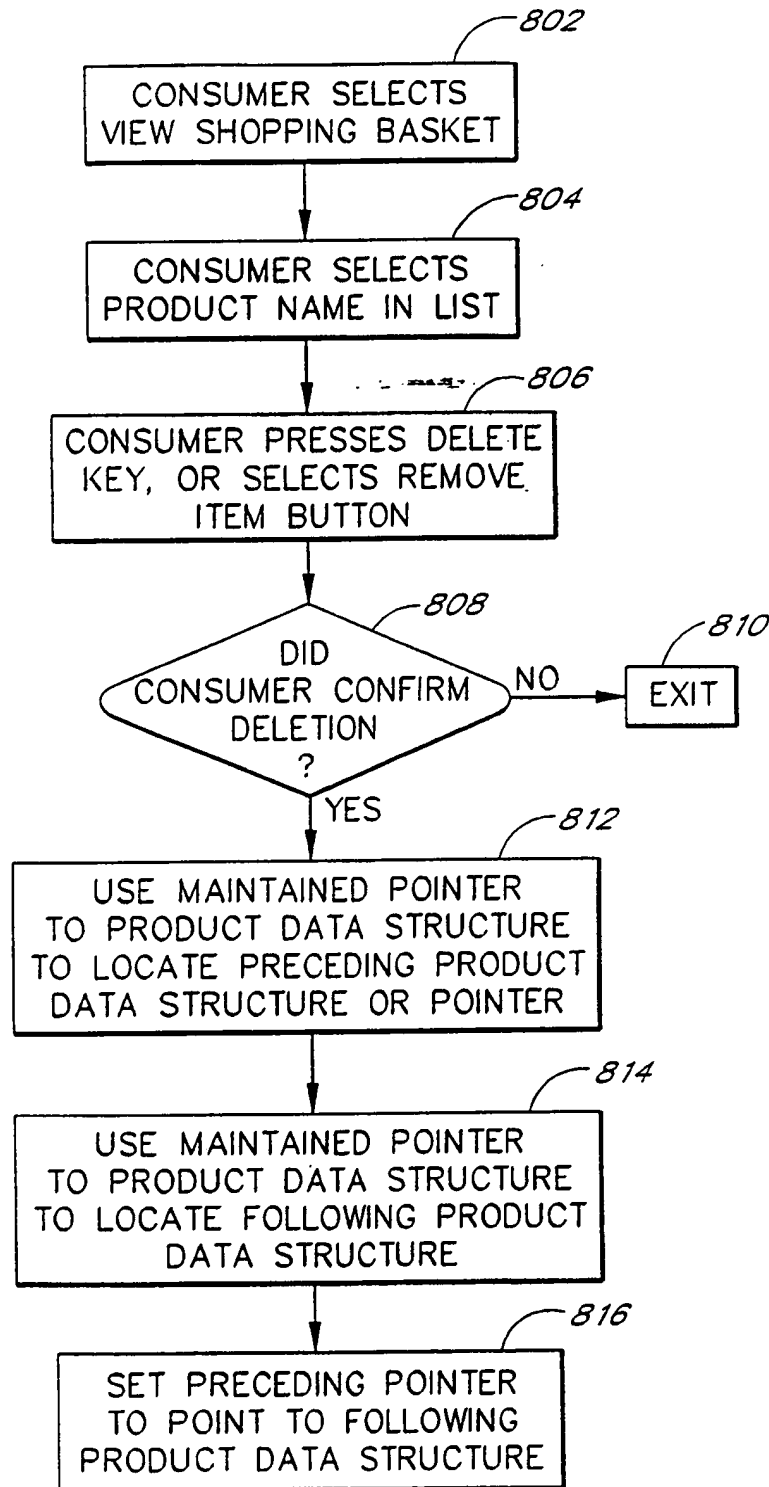 802
CONSUMER SELECTS
VIEW SHOPPING BASKET
804
CONSUMER SELECTS
PRODUCT NAME IN LIST
806
CONSUMER PRESSES DELETE
KEY, OR SELECTS REMOVE
ITEM BUTTON
808
DID
CONSUMER CONFIRM
DELETION
?
NO
810
EXIT
YES
812
USE MAINTAINED POINTER
TO PRODUCT DATA STRUCTURE
TO LOCATE PRECEDING PRODUCT
DATA STRUCTURE OR POINTER
814
USE MAINTAINED POINTER
TO PRODUCT DATA STRUCTURE
TO LOCATE FOLLOWING PRODUCT
DATA STRUCTURE
816
SET PRECEDING POINTER
TO POINT TO FOLLOWING
PRODUCT DATA STRUCTURE